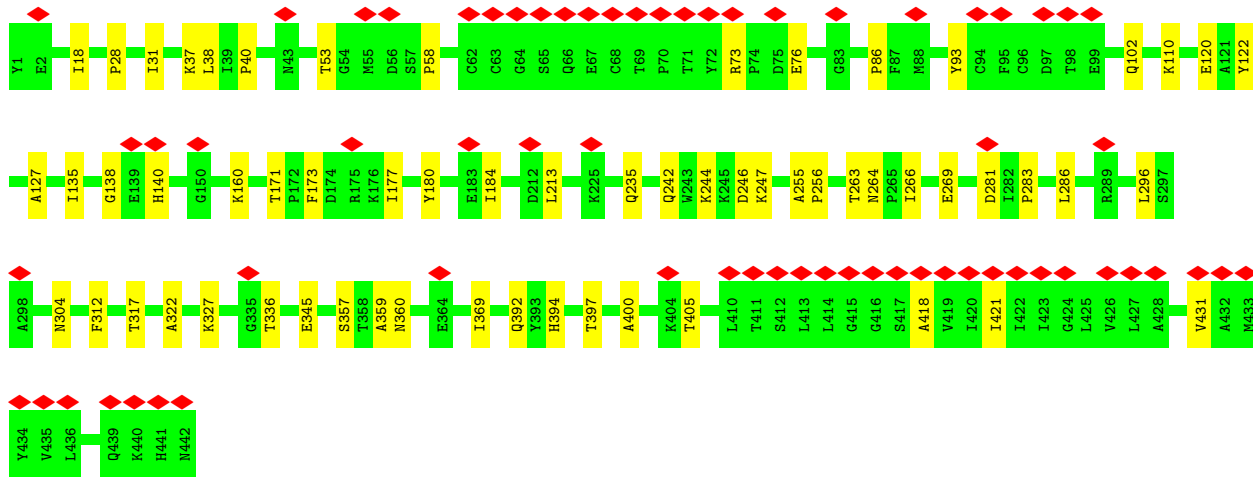 Y1 E2 I18 P28 I31 K37 L38 I39 P40 N43 T53 G54 M55 D56 S57 P58 C62 C63 G64 S65 Q66 E67 C68 T69 P70 T71 Y72 R73 P74 D75 E76 G83 P86 F87 M88 Y93 C94 F95 C96 D97 T98 E99 Q102 K110 E120 A121 Y122
A127 I135 G138 E139 H140 G150 K160 T171 P172 F173 D174 R175 K176 I177 Y180 E183 I184 D212 L213 K225 Q235 Q242 W243 K244 K245 D246 K247 A255 P256 T263 N264 P265 I266 E269 D281 I282 P283 L286 R289 L296 S297
A298 N304 F312 T317 A322 K327 G335 T336 E345 S357 T358 A359 N360 E364 I369 Q392 Y393 H394 T397 A400 K404 T405 L410 T411 S412 L413 L414 G415 G416 S417 A418 V419 I420 I421 I422 I423 G424 L425 V426 L427 A428 V431 A432 M433
Y434 V435 L436 Q439 K440 H441 N442